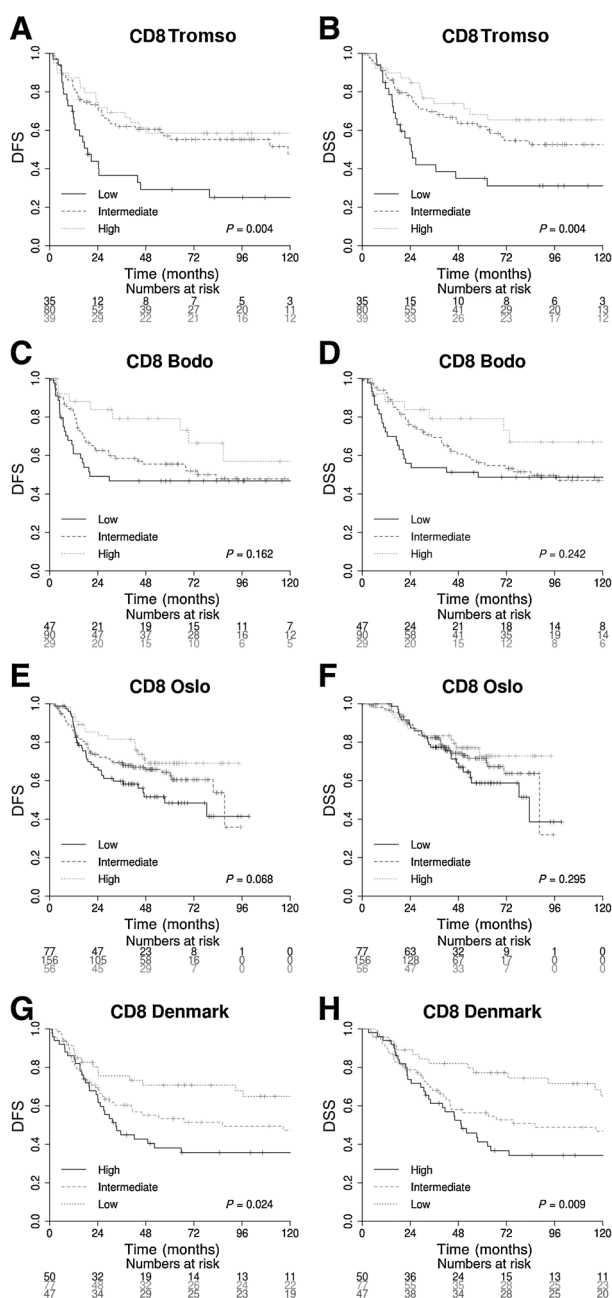 A
CD8 Tromso
DFS
1.0
0.8
0.6
0.4
0.2
0.0
Low
Intermediate
High
P = 0.004
0 24 48 72 96 120
Time (months)
Numbers at risk
35 12 8 7 5 3
80 52 39 27 20 11
39 29 22 21 16 12
B
CD8 Tromso
DSS
1.0
0.8
0.6
0.4
0.2
0.0
Low
Intermediate
High
P = 0.004
0 24 48 72 96 120
Time (months)
Numbers at risk
35 15 10 8 6 3
80 55 41 29 20 13
39 33 26 23 17 12
C
CD8 Bodo
DFS
1.0
0.8
0.6
0.4
0.2
0.0
Low
Intermediate
High
P = 0.162
0 24 48 72 96 120
Time (months)
Numbers at risk
47 21 19 15 11 7
90 47 37 28 16 12
29 20 15 10 6 5
D
CD8 Bodo
DSS
1.0
0.8
0.6
0.4
0.2
0.0
Low
Intermediate
High
P = 0.242
0 24 48 72 96 120
Time (months)
Numbers at risk
47 24 21 18 14 8
90 58 41 35 19 14
29 20 15 12 8 6
E
CD8 Oslo
DFS
1.0
0.8
0.6
0.4
0.2
0.0
Low
Intermediate
High
P = 0.068
0 24 48 72 96 120
Time (months)
Numbers at risk
77 47 23 8 1 0
156 105 58 16 0 0
56 45 29 7 0 0
F
CD8 Oslo
DSS
1.0
0.8
0.6
0.4
0.2
0.0
Low
Intermediate
High
P = 0.295
0 24 48 72 96 120
Time (months)
Numbers at risk
77 63 32 9 1 0
156 128 67 17 0 0
56 47 33 7 0 0
G
CD8 Denmark
DFS
1.0
0.8
0.6
0.4
0.2
0.0
High
Intermediate
Low
P = 0.024
0 24 48 72 96 120
Time (months)
Numbers at risk
50 32 19 14 13 11
77 48 32 26 24 22
47 34 29 25 23 19
H
CD8 Denmark
DSS
1.0
0.8
0.6
0.4
0.2
0.0
High
Intermediate
Low
P = 0.009
0 24 48 72 96 120
Time (months)
Numbers at risk
50 36 24 15 13 11
77 55 35 28 25 23
47 38 34 28 25 20